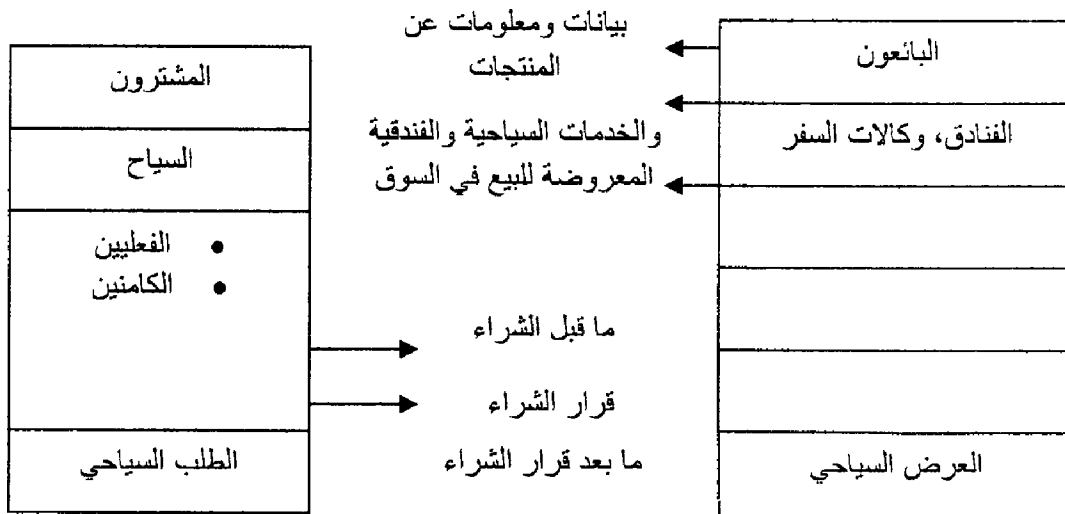 البائعون
الفنادق، وكالات السفر
العرض السياحي
بيانات ومعلومات عن
المنتجات
والخدمات السياحية والفندقية
المعروضة للبيع في السوق
ما قبل الشراء
قرار الشراء
ما بعد قرار الشراء
المشترون
السياح
• الفعليين
• الكامنين
الطلب السياحي